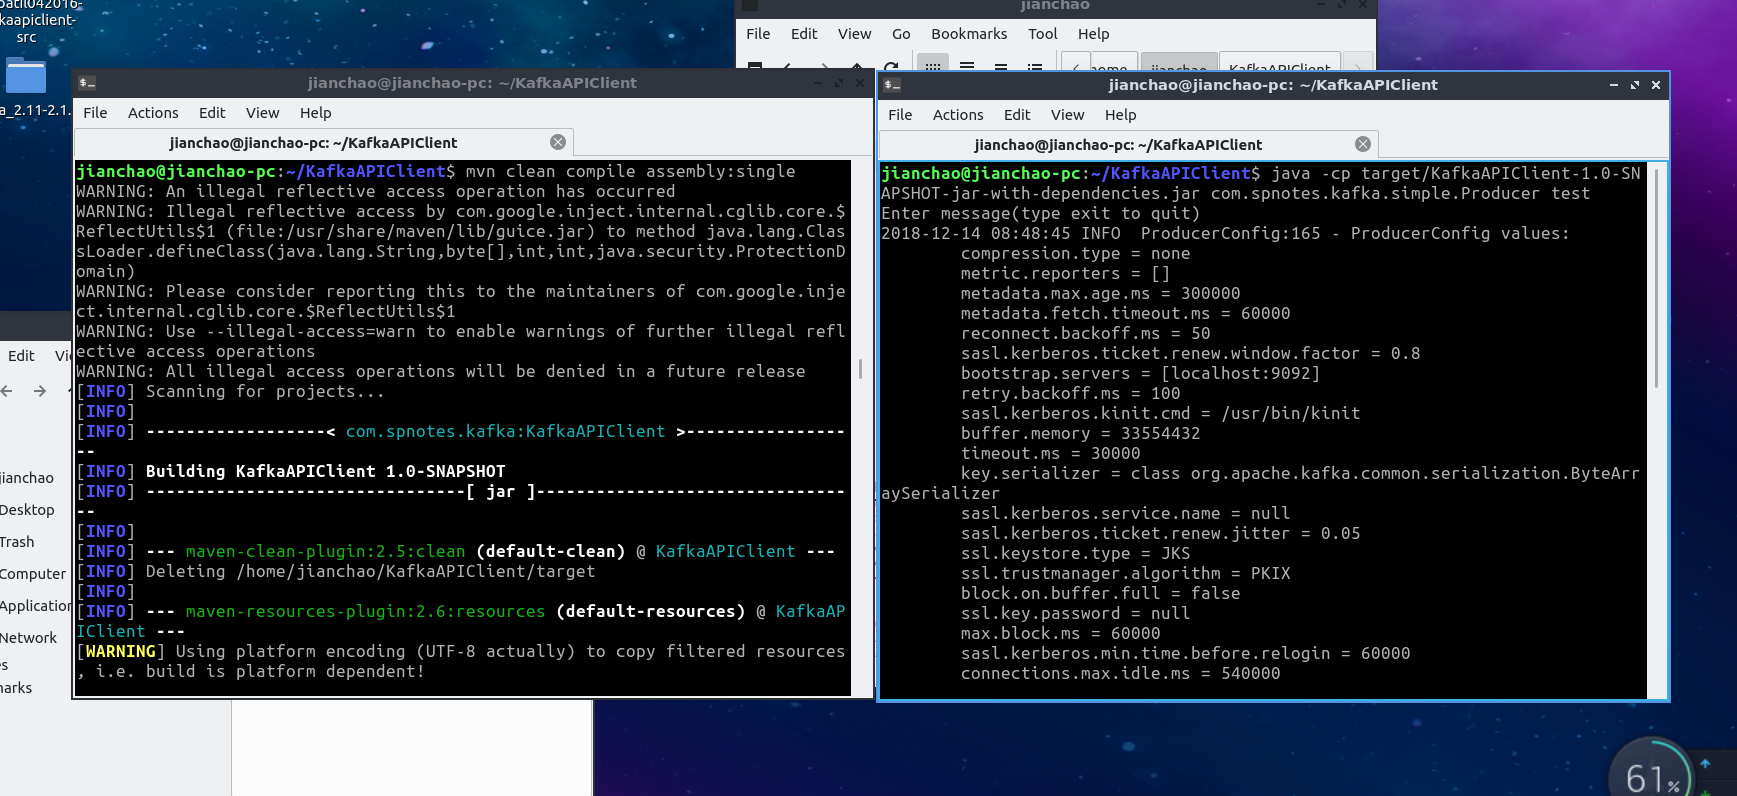 kaapiclient-
src
a_2.11-2.1.
jianchao
File Edit View Go Bookmarks Tool Help
home jianchao KafkaAPIClient
jianchao@jianchao-pc: ~/KafkaAPIClient
File Actions Edit View Help
jianchao@jianchao-pc: ~/KafkaAPIClient
jianchao@jianchao-pc:~/KafkaAPIClient$ mvn clean compile assembly:single
WARNING: An illegal reflective access operation has occurred
WARNING: Illegal reflective access by com.google.inject.internal.cglib.core.$
ReflectUtils$1 (file:/usr/share/maven/lib/guice.jar) to method java.lang.Clas
sLoader.defineClass(java.lang.String,byte[],int,int,java.security.ProtectionD
omain)
WARNING: Please consider reporting this to the maintainers of com.google.inje
ct.internal.cglib.core.$ReflectUtils$1
WARNING: Use --illegal-access=warn to enable warnings of further illegal refl
ective access operations
WARNING: All illegal access operations will be denied in a future release
[INFO] Scanning for projects...
[INFO]
[INFO] ------------------< com.spnotes.kafka:KafkaAPIClient >----------------
--
[INFO] Building KafkaAPIClient 1.0-SNAPSHOT
[INFO] --------------------------------[ jar ]-------------------------------
--
[INFO]
[INFO] --- maven-clean-plugin:2.5:clean (default-clean) @ KafkaAPIClient ---
[INFO] Deleting /home/jianchao/KafkaAPIClient/target
[INFO]
[INFO] --- maven-resources-plugin:2.6:resources (default-resources) @ KafkaAP
IClient ---
[WARNING] Using platform encoding (UTF-8 actually) to copy filtered resources
, i.e. build is platform dependent!
jianchao@jianchao-pc: ~/KafkaAPIClient
File Actions Edit View Help
jianchao@jianchao-pc: ~/KafkaAPIClient
jianchao@jianchao-pc:~/KafkaAPIClient$ java -cp target/KafkaAPIClient-1.0-SN
APSHOT-jar-with-dependencies.jar com.spnotes.kafka.simple.Producer test
Enter message(type exit to quit)
2018-12-14 08:48:45 INFO  ProducerConfig:165 - ProducerConfig values:
compression.type = none
metric.reporters = []
metadata.max.age.ms = 300000
metadata.fetch.timeout.ms = 60000
reconnect.backoff.ms = 50
sasl.kerberos.ticket.renew.window.factor = 0.8
bootstrap.servers = [localhost:9092]
retry.backoff.ms = 100
sasl.kerberos.kinit.cmd = /usr/bin/kinit
buffer.memory = 33554432
timeout.ms = 30000
key.serializer = class org.apache.kafka.common.serialization.ByteArr
aySerializer
sasl.kerberos.service.name = null
sasl.kerberos.ticket.renew.jitter = 0.05
ssl.keystore.type = JKS
ssl.trustmanager.algorithm = PKIX
block.on.buffer.full = false
ssl.key.password = null
max.block.ms = 60000
sasl.kerberos.min.time.before.relogin = 60000
connections.max.idle.ms = 540000
Edit
jianchao
Desktop
Trash
Computer
Application
Network
61%